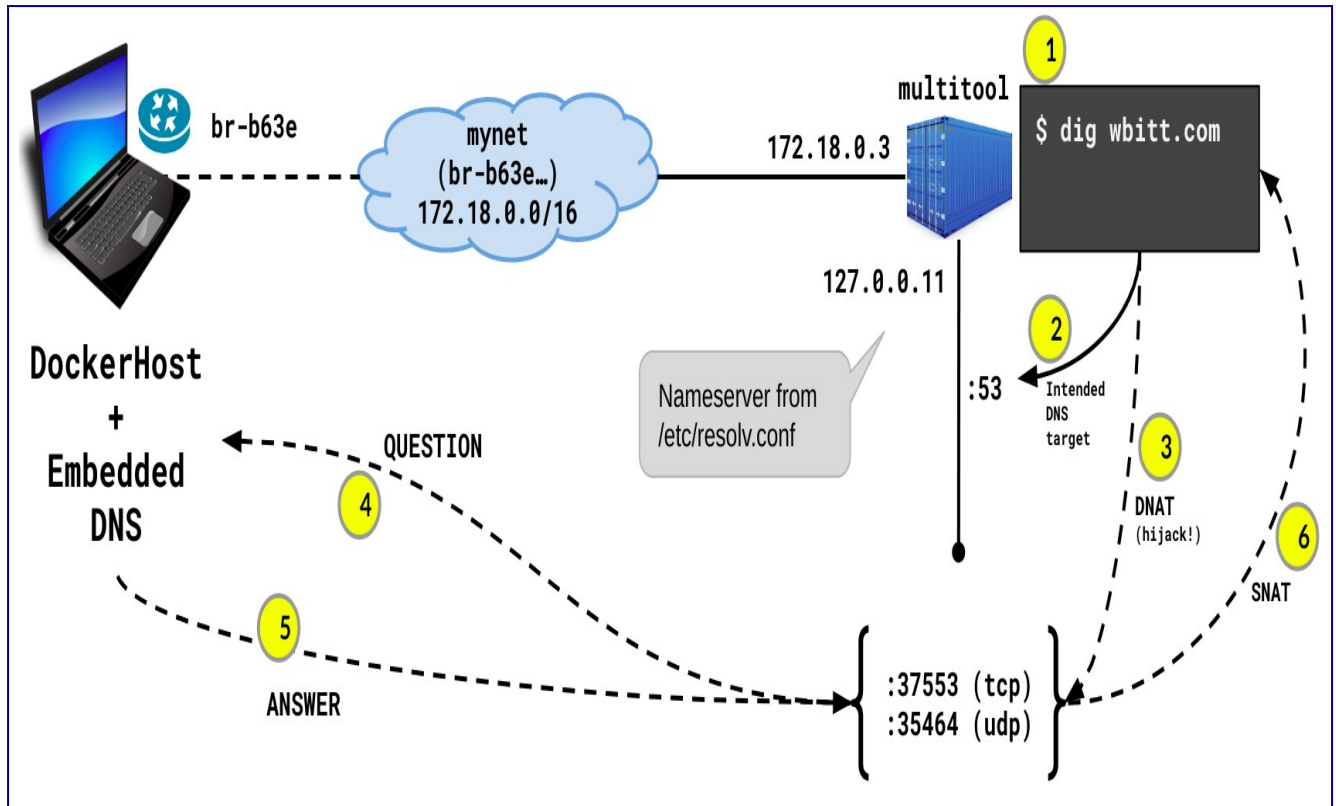 1
multitool
$ dig wbitt.com
br-b63e
mynet
(br-b63e…)
172.18.0.0/16
172.18.0.3
127.0.0.11
2
:53
Intended
DNS
target
Nameserver from
/etc/resolv.conf
3
DNAT
(hijack!)
DockerHost
+
Embedded
DNS
QUESTION
4
5
ANSWER
:37553 (tcp)
:35464 (udp)
6
SNAT